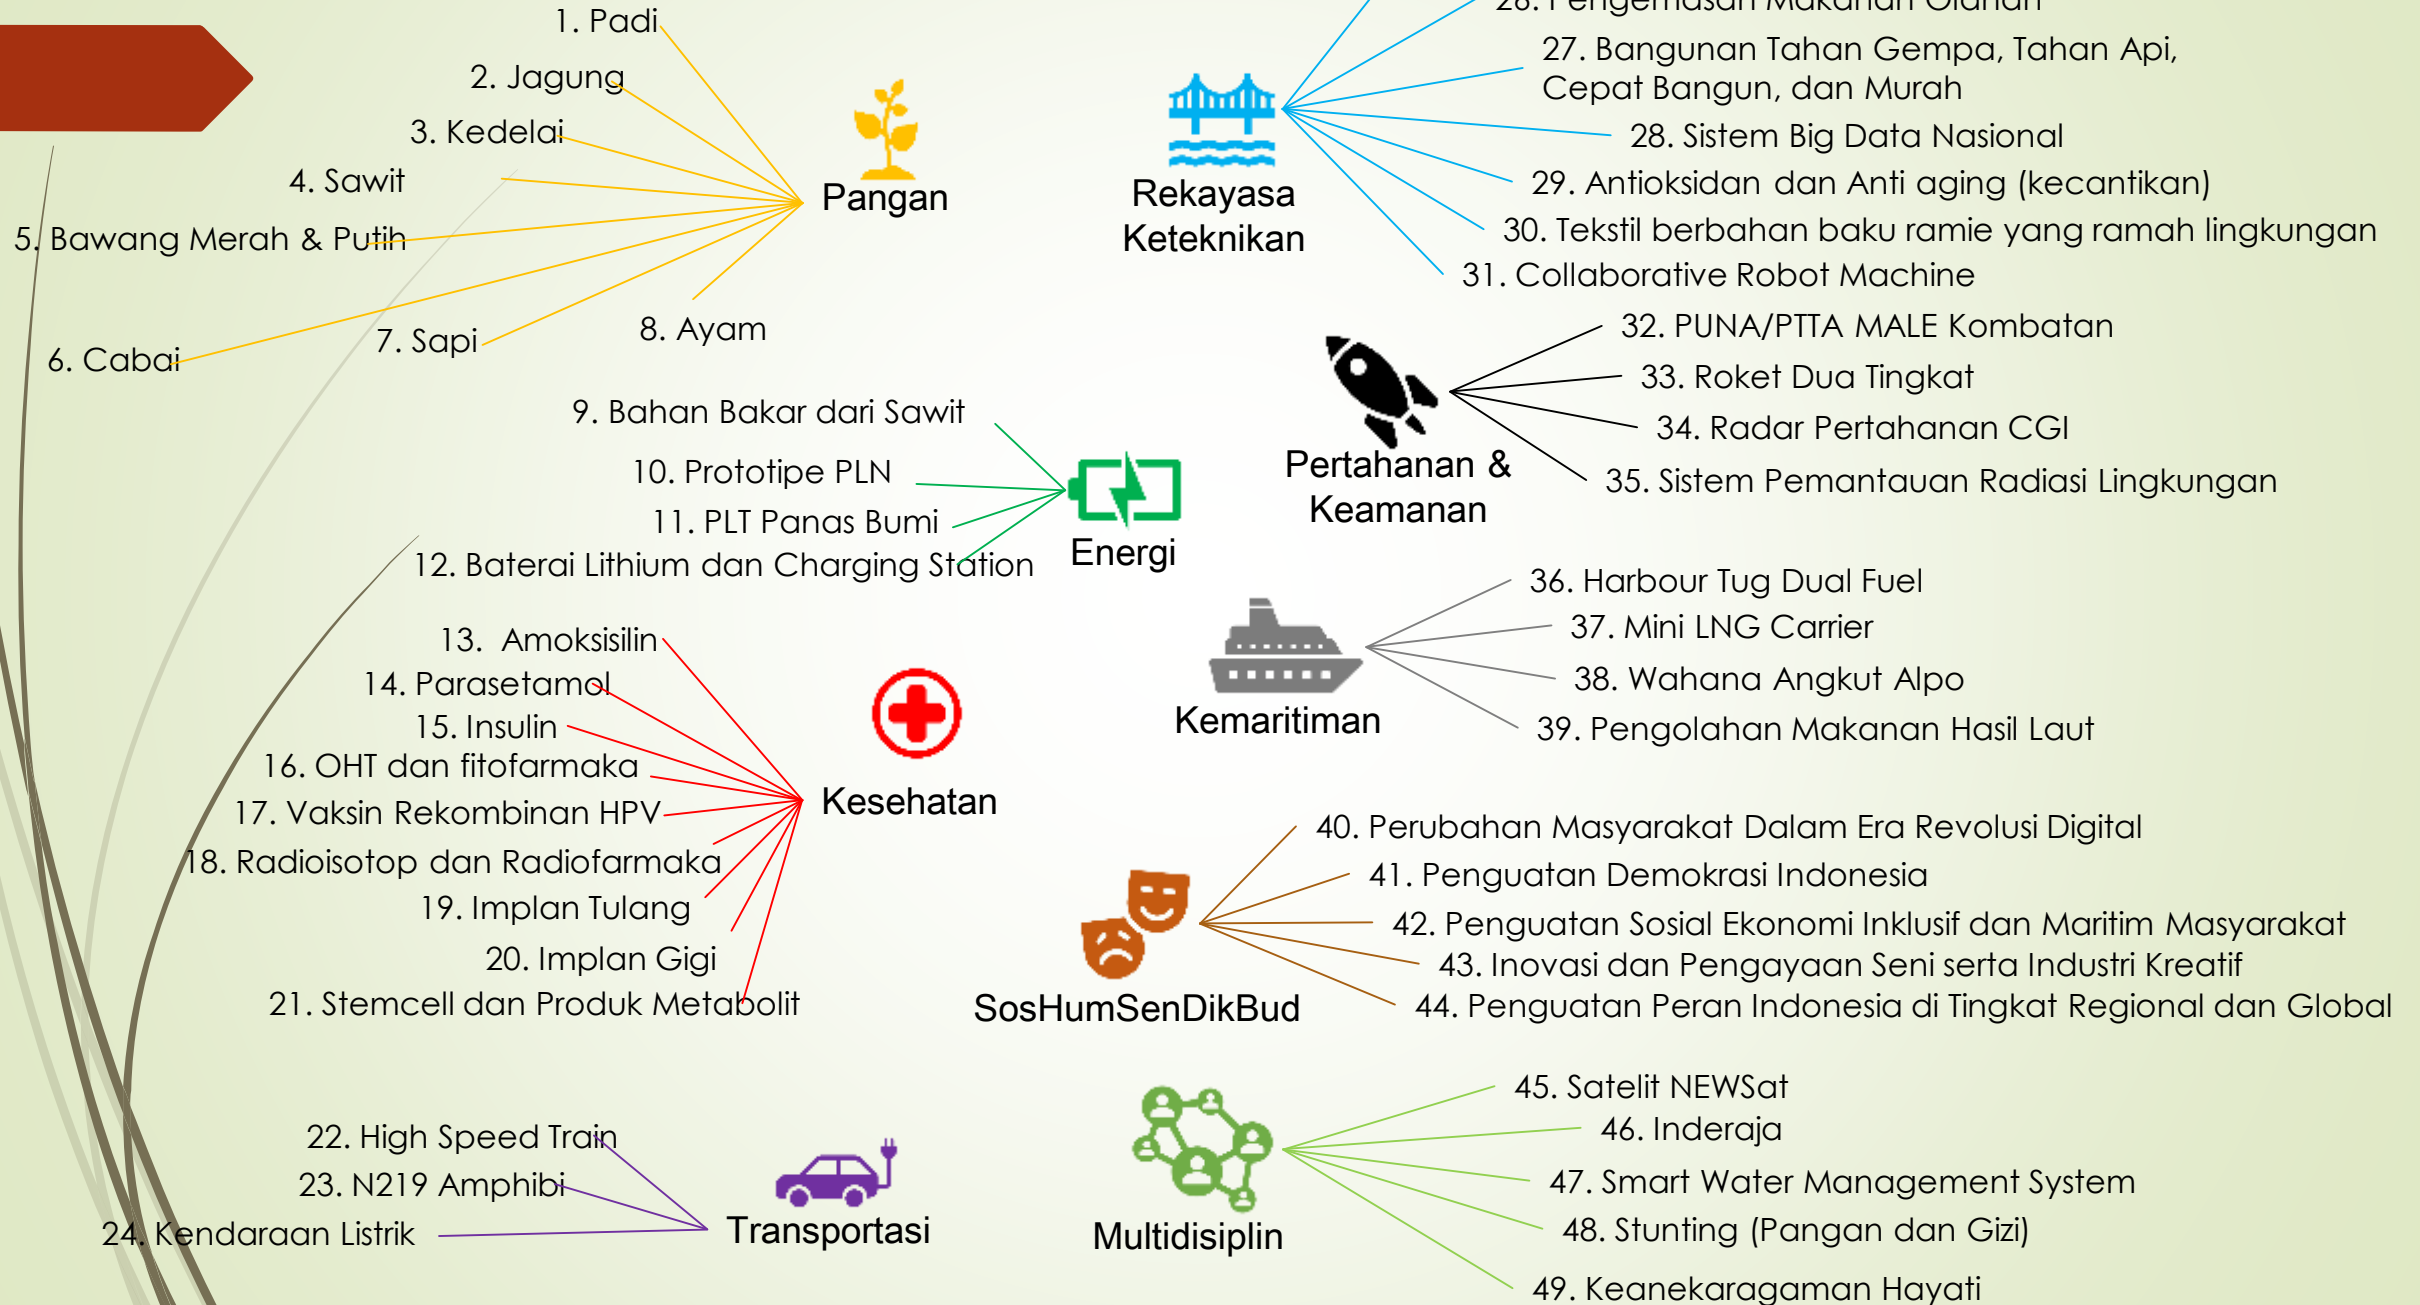 1. Padi
2. Jagung
3. Kedelai
4. Sawit
5. Bawang Merah & Putih
6. Cabai
7. Sapi
8. Ayam
Pangan
9. Bahan Bakar dari Sawit
10. Prototipe PLN
11. PLT Panas Bumi
12. Baterai Lithium dan Charging Station
Energi
13. Amoksisilin
14. Parasetamol
15. Insulin
16. OHT dan fitofarmaka
17. Vaksin Rekombinan HPV
18. Radioisotop dan Radiofarmaka
19. Implan Tulang
20. Implan Gigi
21. Stemcell dan Produk Metabolit
Kesehatan
22. High Speed Train
23. N219 Amphibi
24. Kendaraan Listrik
Transportasi
26. Pengemasan Makanan Olahan
27. Bangunan Tahan Gempa, Tahan Api,
Cepat Bangun, dan Murah
28. Sistem Big Data Nasional
29. Antioksidan dan Anti aging (kecantikan)
30. Tekstil berbahan baku ramie yang ramah lingkungan
31. Collaborative Robot Machine
Rekayasa
Keteknikan
32. PUNA/PTTA MALE Kombatan
33. Roket Dua Tingkat
34. Radar Pertahanan CGI
35. Sistem Pemantauan Radiasi Lingkungan
Pertahanan &
Keamanan
36. Harbour Tug Dual Fuel
37. Mini LNG Carrier
38. Wahana Angkut Alpo
39. Pengolahan Makanan Hasil Laut
Kemaritiman
40. Perubahan Masyarakat Dalam Era Revolusi Digital
41. Penguatan Demokrasi Indonesia
42. Penguatan Sosial Ekonomi Inklusif dan Maritim Masyarakat
43. Inovasi dan Pengayaan Seni serta Industri Kreatif
44. Penguatan Peran Indonesia di Tingkat Regional dan Global
SosHumSenDikBud
45. Satelit NEWSat
46. Inderaja
47. Smart Water Management System
48. Stunting (Pangan dan Gizi)
49. Keanekaragaman Hayati
Multidisiplin